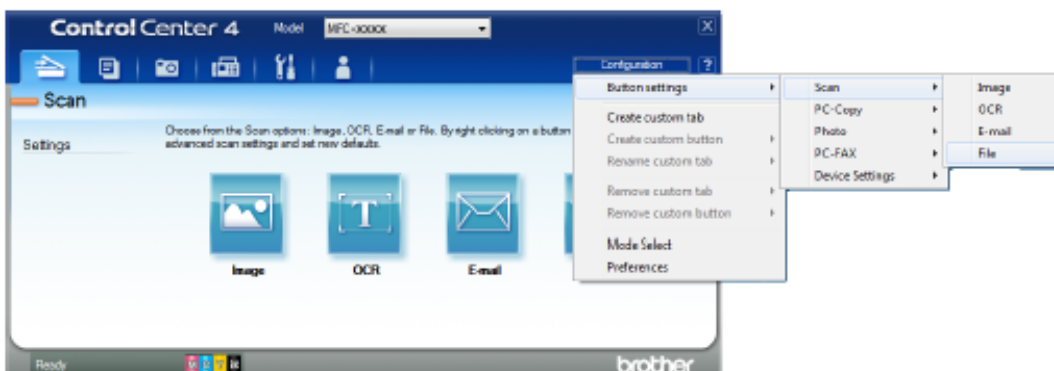 Control Center 4 Model MFC-xxxxx X
Configuration ?
Scan
Settings
Choose from the Scan options: Image, OCR, E-mail or File. By right clicking on a button
advanced scan settings and set new defaults.
Image OCR E-mail
Button settings
Create custom tab
Create custom button
Rename custom tab
Remove custom tab
Remove custom button
Mode Select
Preferences
Scan
PC-Copy
Photo
PC-FAX
Device Settings
Image
OCR
E-mail
File
Ready
brother